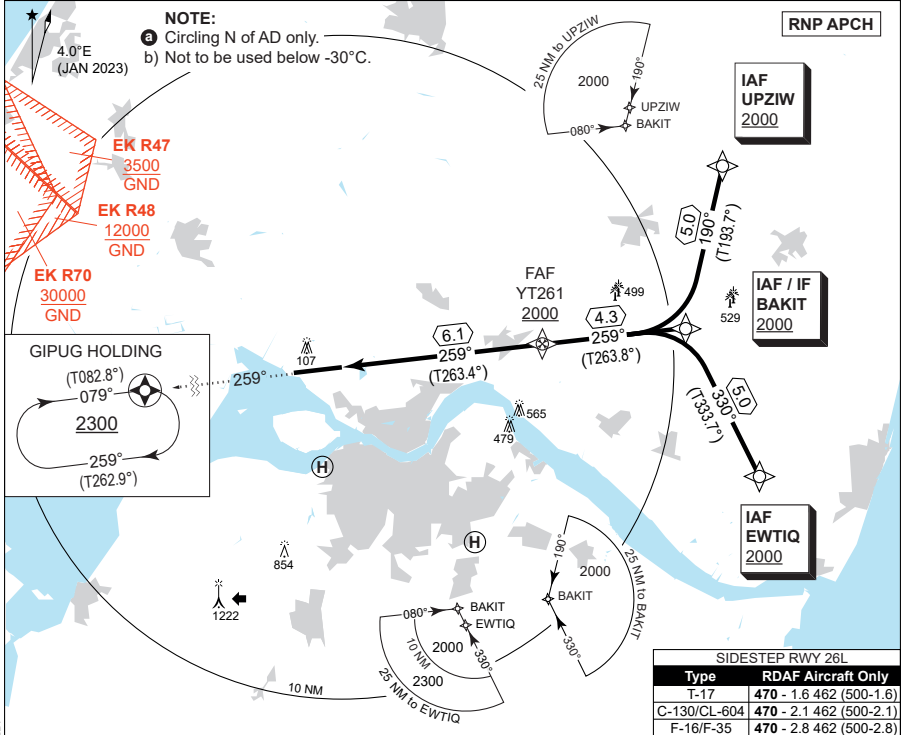 NOTE:
a Circling N of AD only.
b) Not to be used below -30°C.
4.0°E
(JAN 2023)
RNP APCH
25 NM to UPZIW
2000
190°
UPZIW
080°
BAKIT
IAF
UPZIW
2000
EK R47
3500
GND
EK R48
12000
GND
EK R70
30000
GND
5.0
190°
(T193.7°)
FAF
YT261
2000
499
529
IAF / IF
BAKIT
2000
4.3
259°
(T263.8°)
6.1
259°
(T263.4°)
107
259°
GIPUG HOLDING
(T082.8°)
079°
2300
259°
(T262.9°)
5.0
330°
(T333.7°)
565
479
H
IAF
EWTIQ
2000
H
854
1222
190°
2000
BAKIT
330°
25 NM to BAKIT
080°
BAKIT
EWTIQ
2000
10 NM
2300
330°
25 NM to EWTIQ
10 NM
SIDESTEP RWY 26L
Type RDAF Aircraft Only
T-17 470 - 1.6 462 (500-1.6)
C-130/CL-604 470 - 2.1 462 (500-2.1)
F-16/F-35 470 - 2.8 462 (500-2.8)